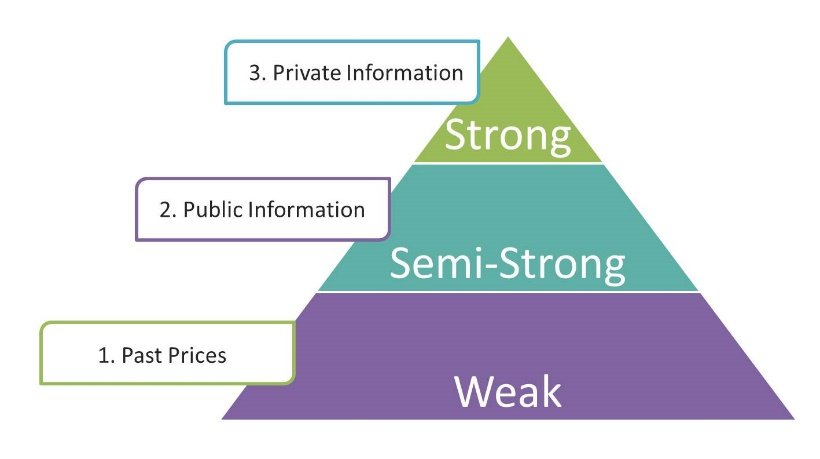 3. Private Information
Strong
2. Public Information
Semi-Strong
1. Past Prices
Weak